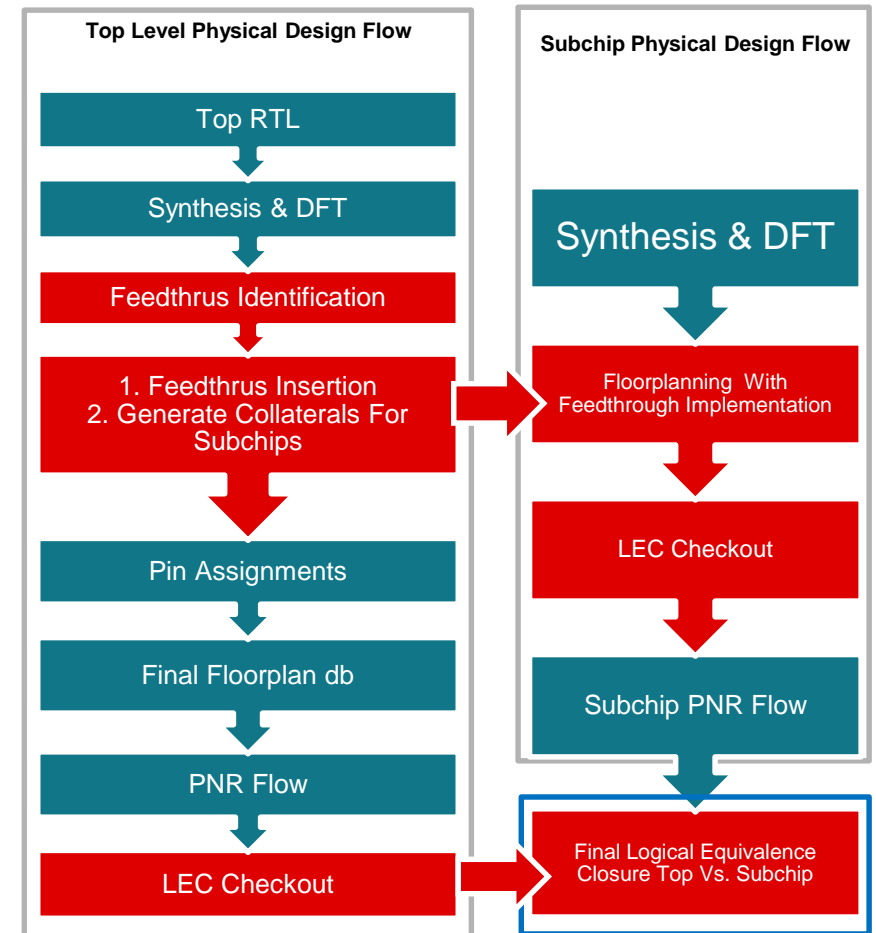 Top Level Physical Design Flow
Top RTL
Synthesis & DFT
Feedthrus Identification
1. Feedthrus Insertion
2. Generate Collaterals For
Subchips
Pin Assignments
Final Floorplan db
PNR Flow
LEC Checkout
Subchip Physical Design Flow
Synthesis & DFT
Floorplanning With
Feedthrough Implementation
LEC Checkout
Subchip PNR Flow
Final Logical Equivalence
Closure Top Vs. Subchip